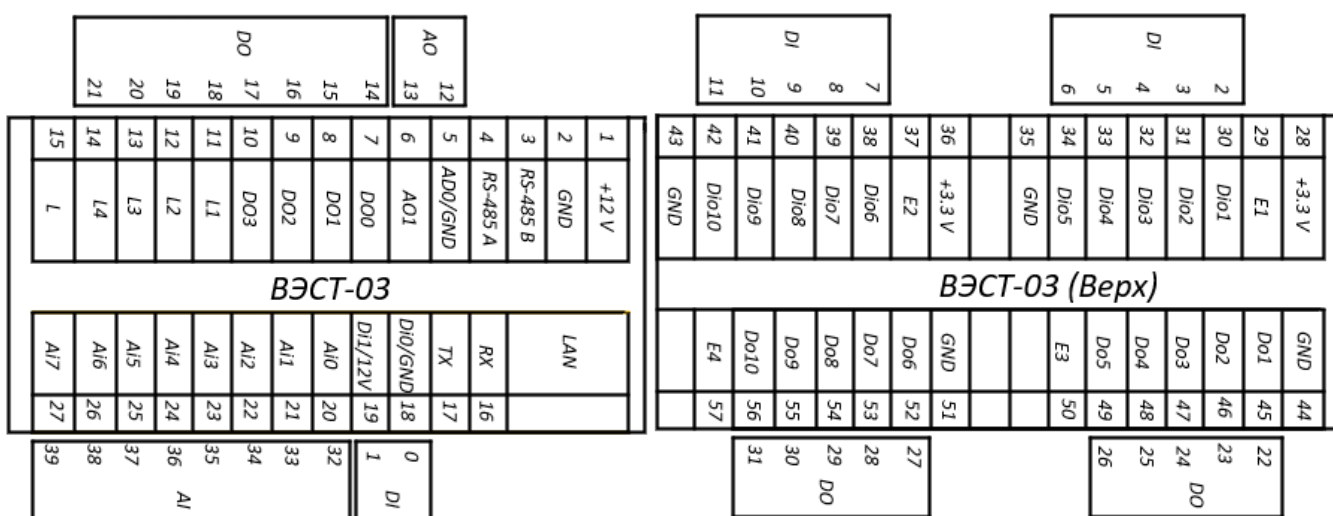 DO
21 20 19 18 17 16 15 14
AO
13 12
DI
11 10 9 8 7
DI
6 5 4 3 2
15 14 13 12 11 10 9 8 7 6 5 4 3 2 1
L L4 L3 L2 L1 DO3 DO2 DO1 DO0 AO1 AD0/GND RS-485 A RS-485 B GND +12 V
43 42 41 40 39 38 37 36 35 34 33 32 31 30 29 28
GND Dio10 Dio9 Dio8 Dio7 Dio6 E2 +3.3 V GND Dio5 Dio4 Dio3 Dio2 Dio1 E1 +3.3 V
ВЭСТ-03
ВЭСТ-03 (Верх)
Ai7 Ai6 Ai5 Ai4 Ai3 Ai2 Ai1 Ai0 Di1/12V Di0/GND TX RX LAN
27 26 25 24 23 22 21 20 19 18 17 16
E4 Do10 Do9 Do8 Do7 Do6 GND E3 Do5 Do4 Do3 Do2 Do1 GND
57 56 55 54 53 52 51 50 49 48 47 46 45 44
39 38 37 36 35 34 33 32
AI
1 0
DI
31 30 29 28 27
DO
26 25 24 23 22
DO